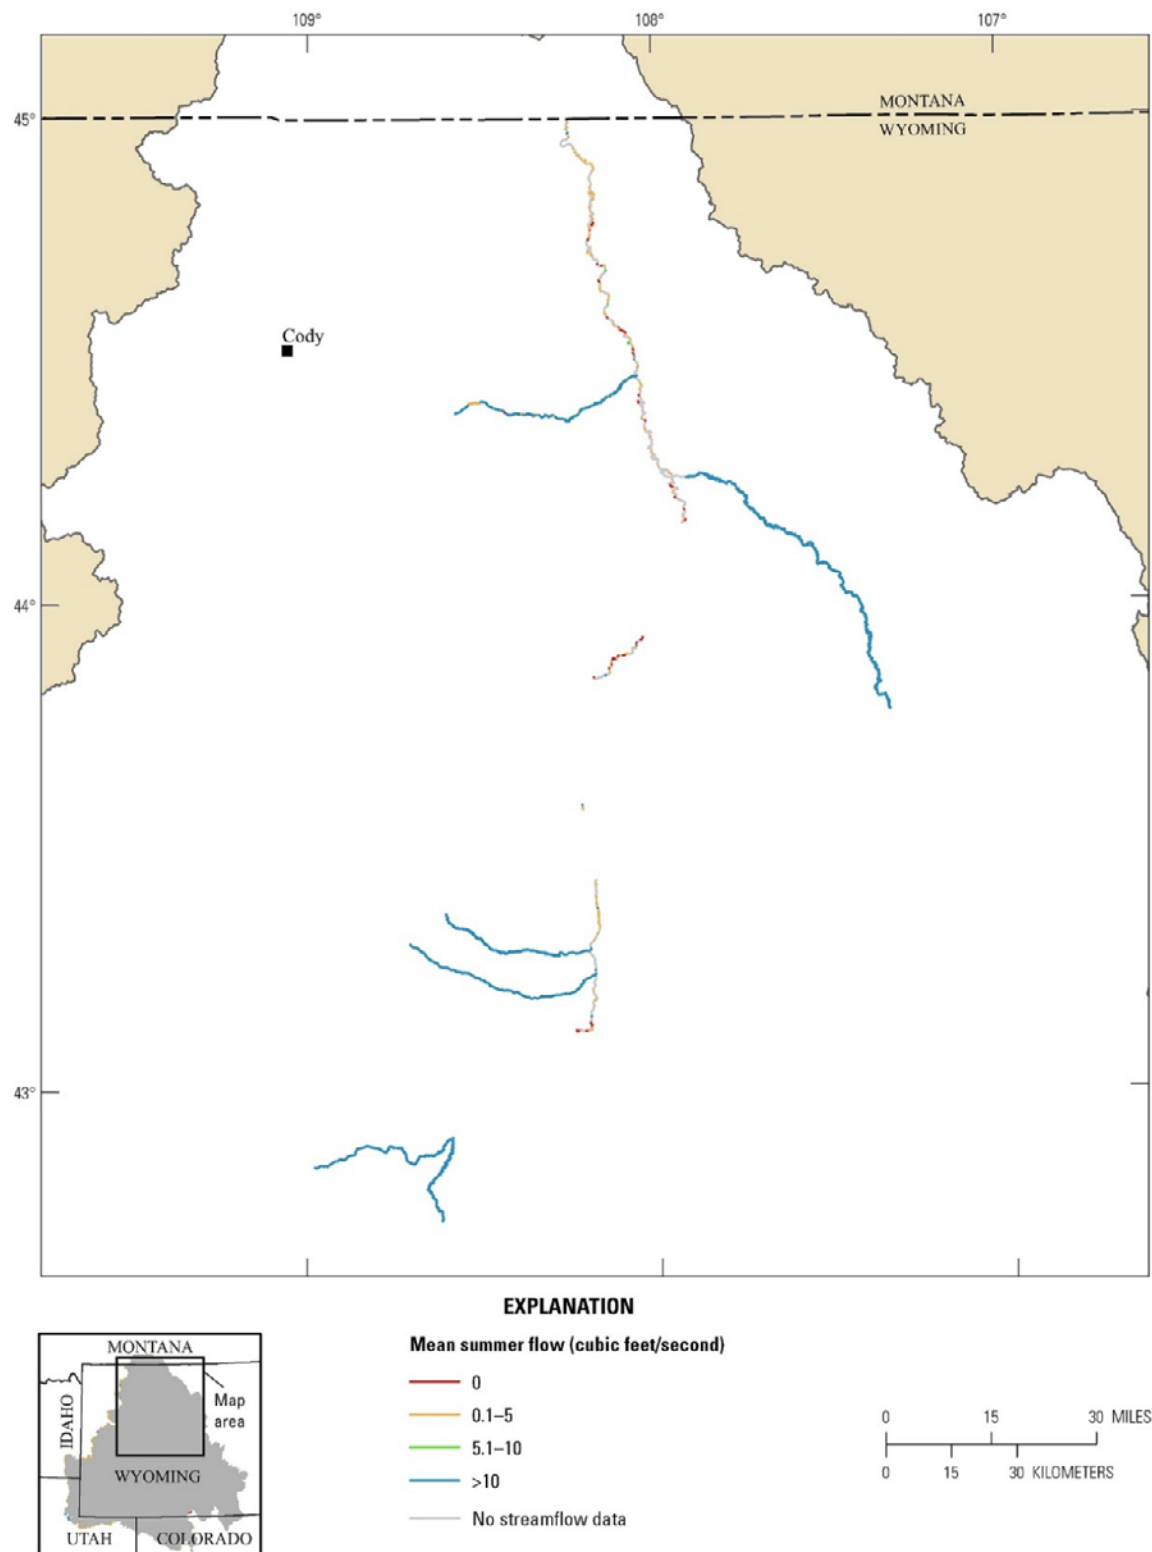 109° 108° 107°
45°
MONTANA
WYOMING
Cody
44°
43°
EXPLANATION
Mean summer flow (cubic feet/second)
0
0.1–5
5.1–10
>10
No streamflow data
MONTANA
Map
area
IDAHO
WYOMING
UTAH COLORADO
0 15 30 MILES
0 15 30 KILOMETERS